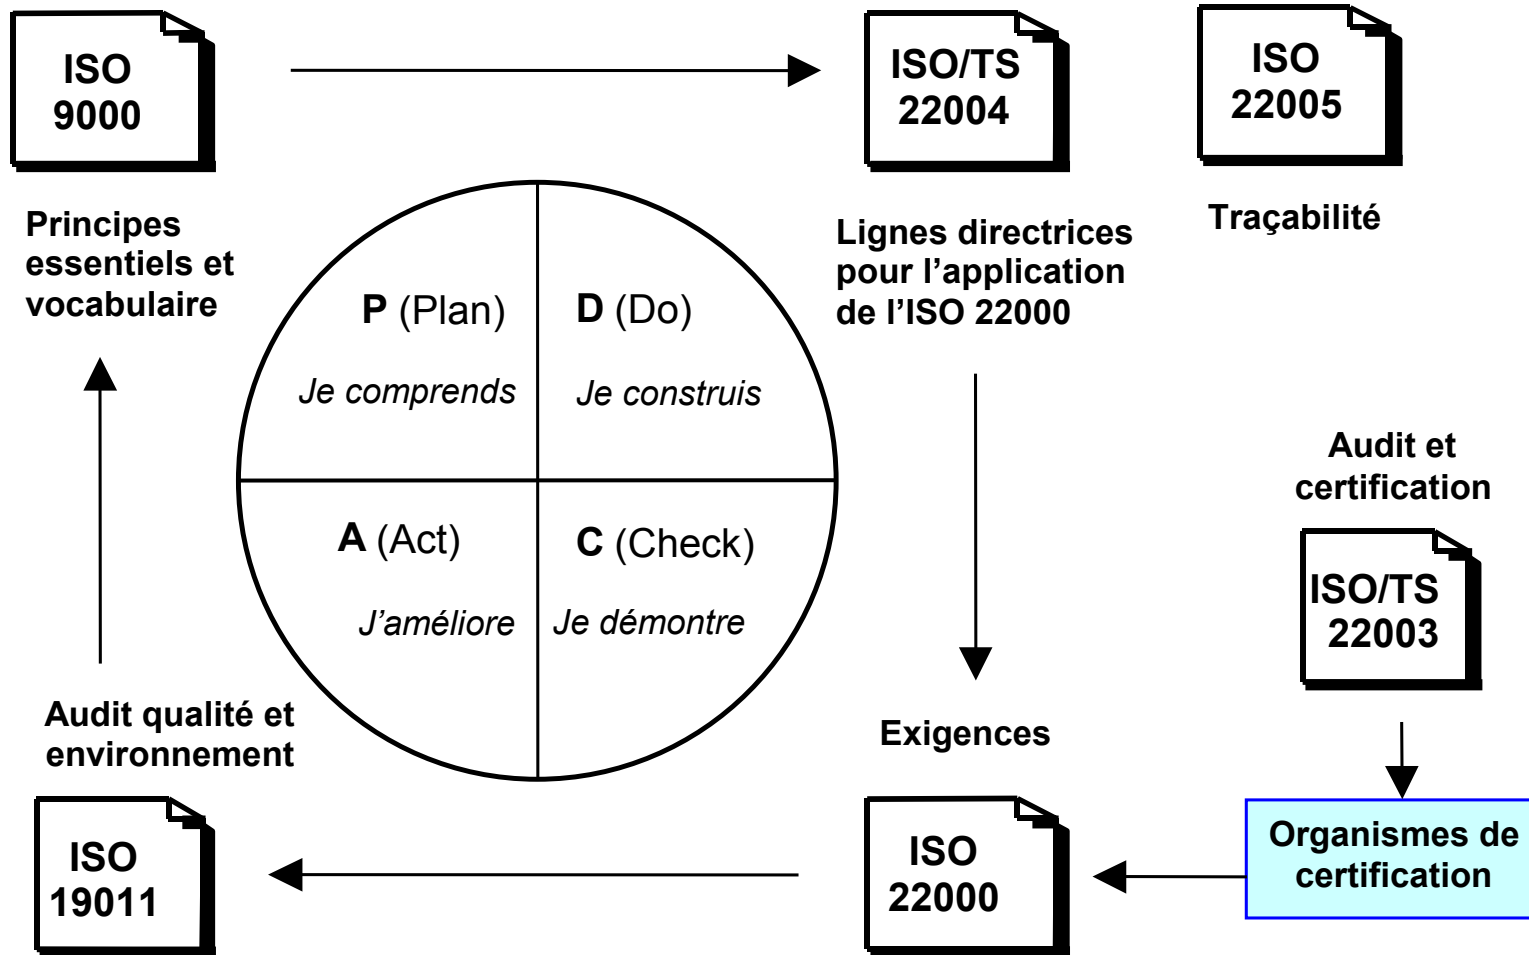 ISO
9000
ISO/TS
22004
ISO
22005
Principes
essentiels et
vocabulaire
Lignes directrices
pour l’application
de l’ISO 22000
Traçabilité
P (Plan)
Je comprends
D (Do)
Je construis
A (Act)
J’améliore
C (Check)
Je démontre
Audit et
certification
ISO/TS
22003
Audit qualité et
environnement
Exigences
ISO
19011
ISO
22000
Organismes de
certification